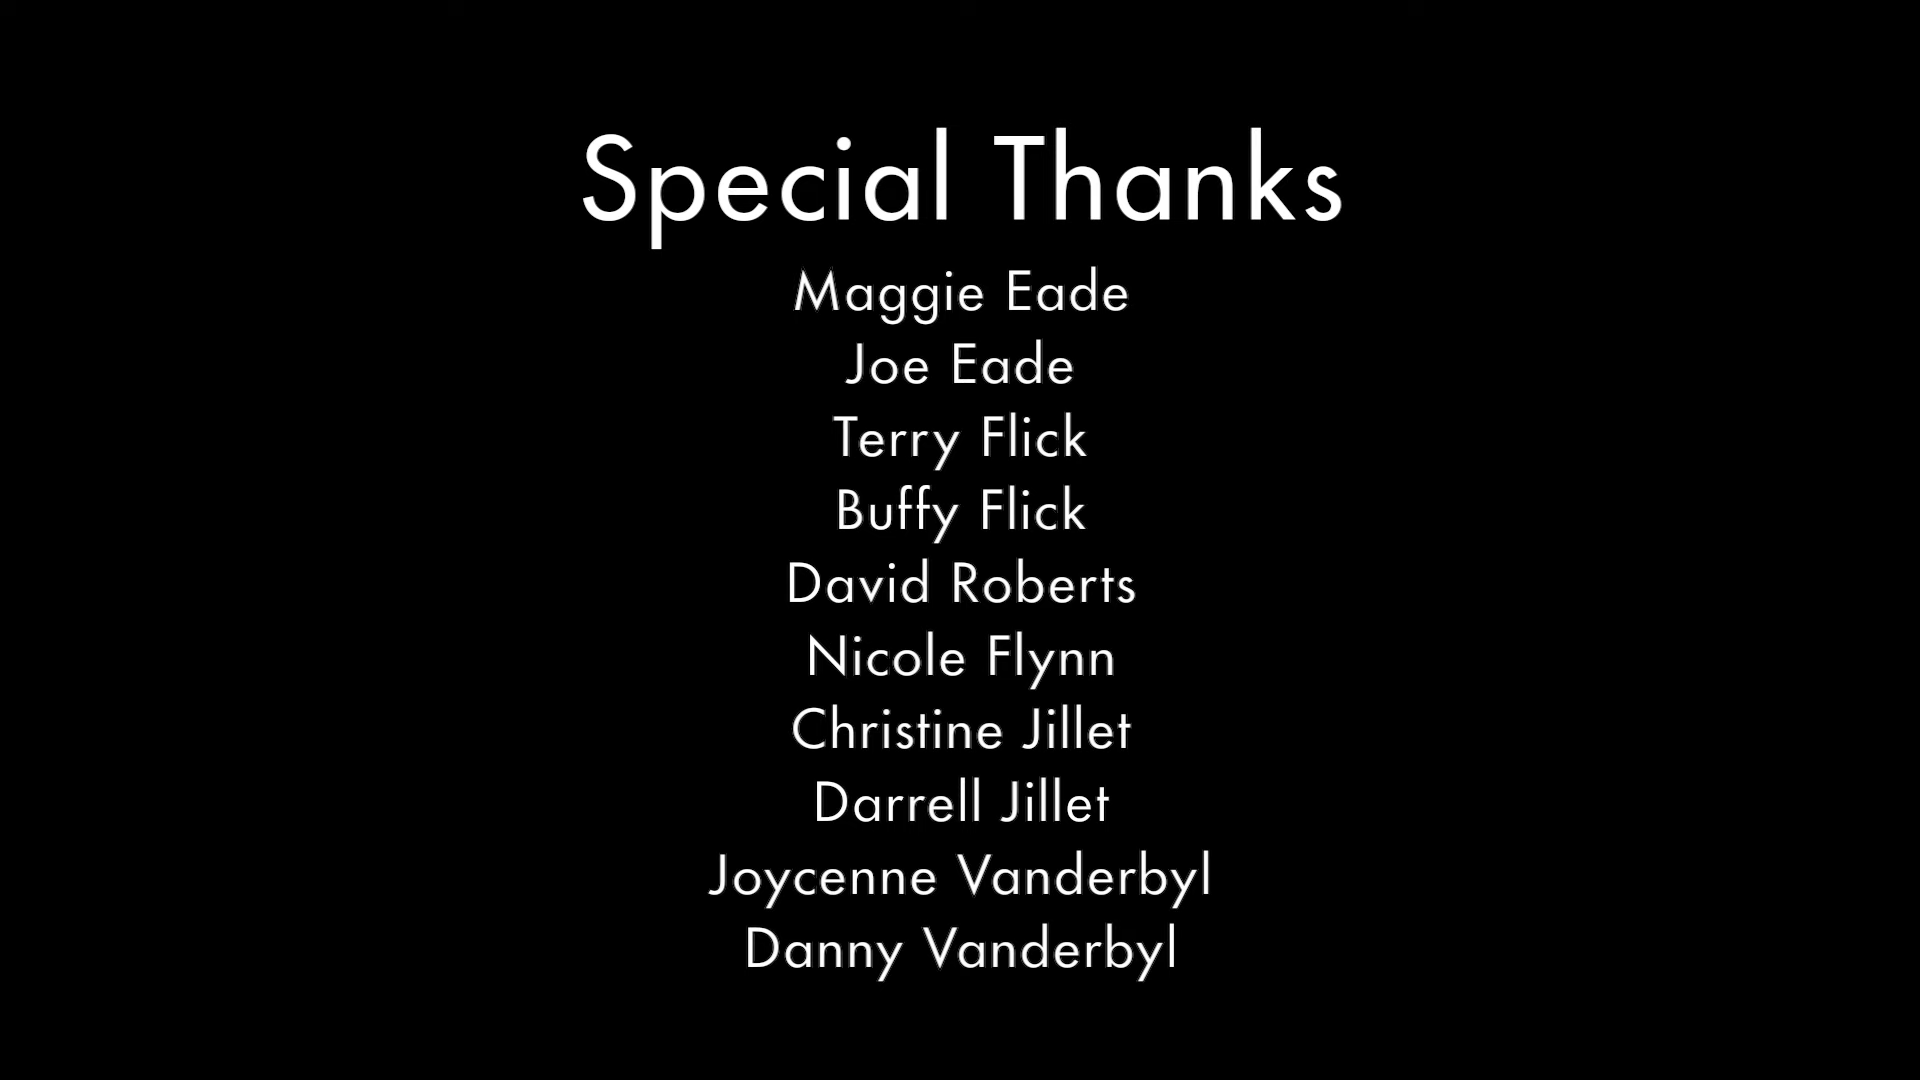 Special Thanks
Maggie Eade
Joe Eade
Terry Flick
Buffy Flick
David Roberts
Nicole Flynn
Christine Jillet
Darrell Jillet
Joycenne Vanderbyl
Danny Vanderbyl